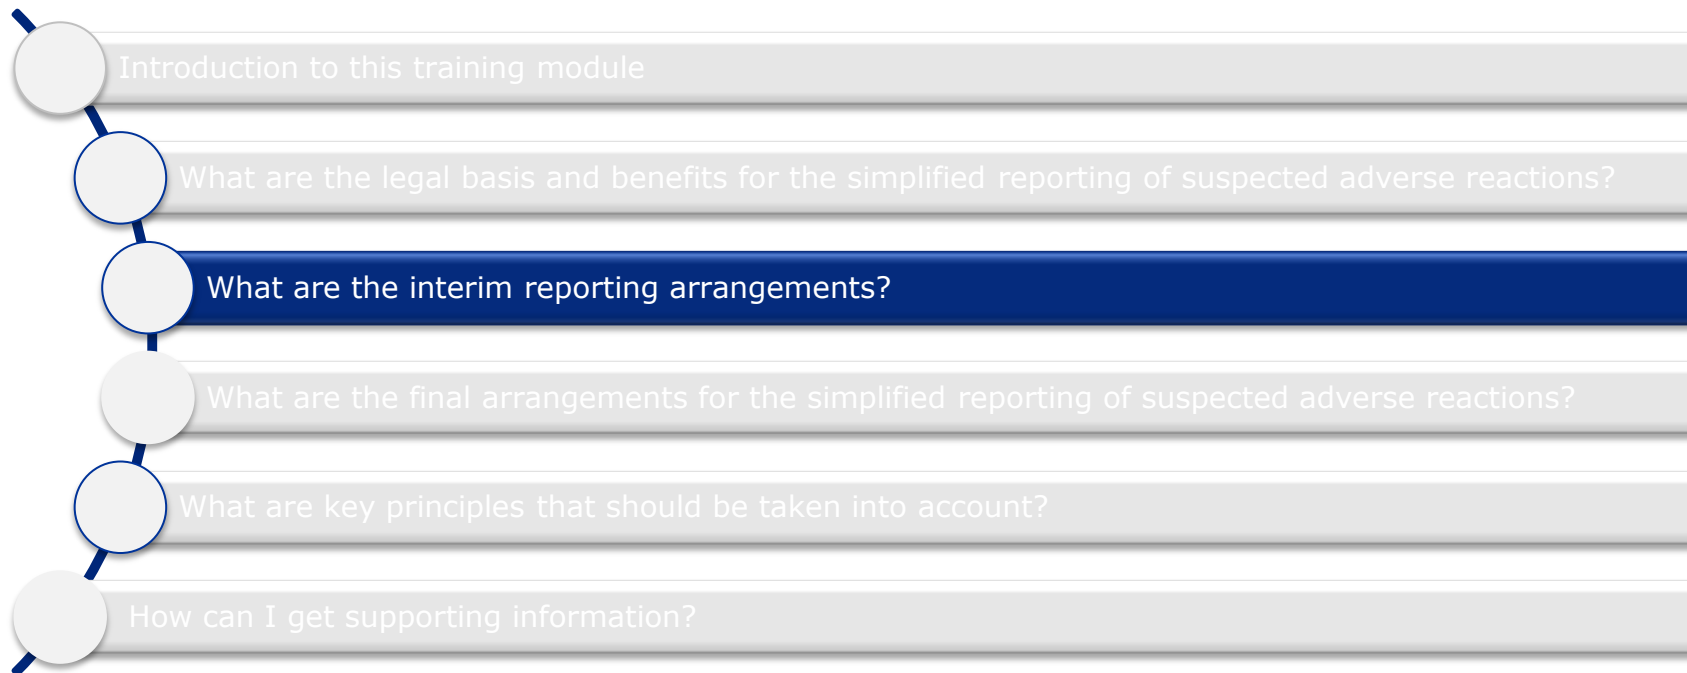 Introduction to this training module
What are the legal basis and benefits for the simplified reporting of suspected adverse reactions?
What are the interim reporting arrangements?
What are the final arrangements for the simplified reporting of suspected adverse reactions?
What are key principles that should be taken into account?
How can I get supporting information?